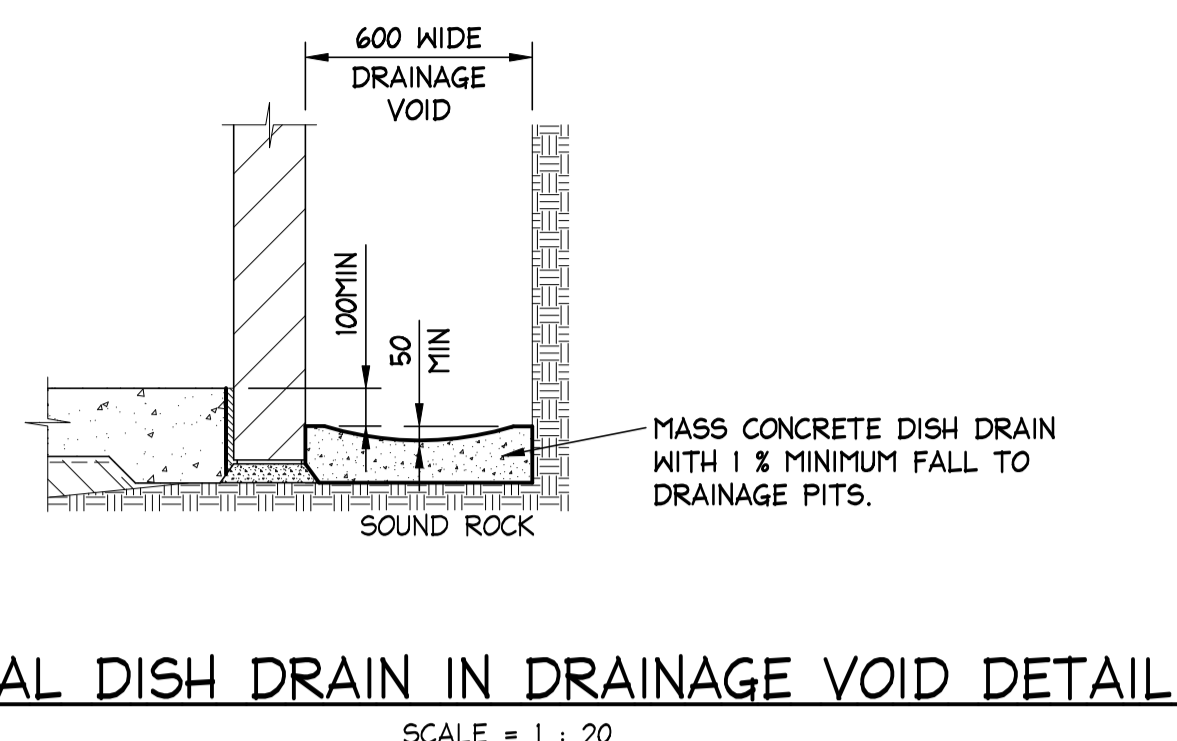 600 WIDE
DRAINAGE
VOID
100MIN
50
MIN
MASS CONCRETE DISH DRAIN
WITH 1 % MINIMUM FALL TO
DRAINAGE PITS.
SOUND ROCK
AL DISH DRAIN IN DRAINAGE VOID DETAIL
SCALE = 1 : 20